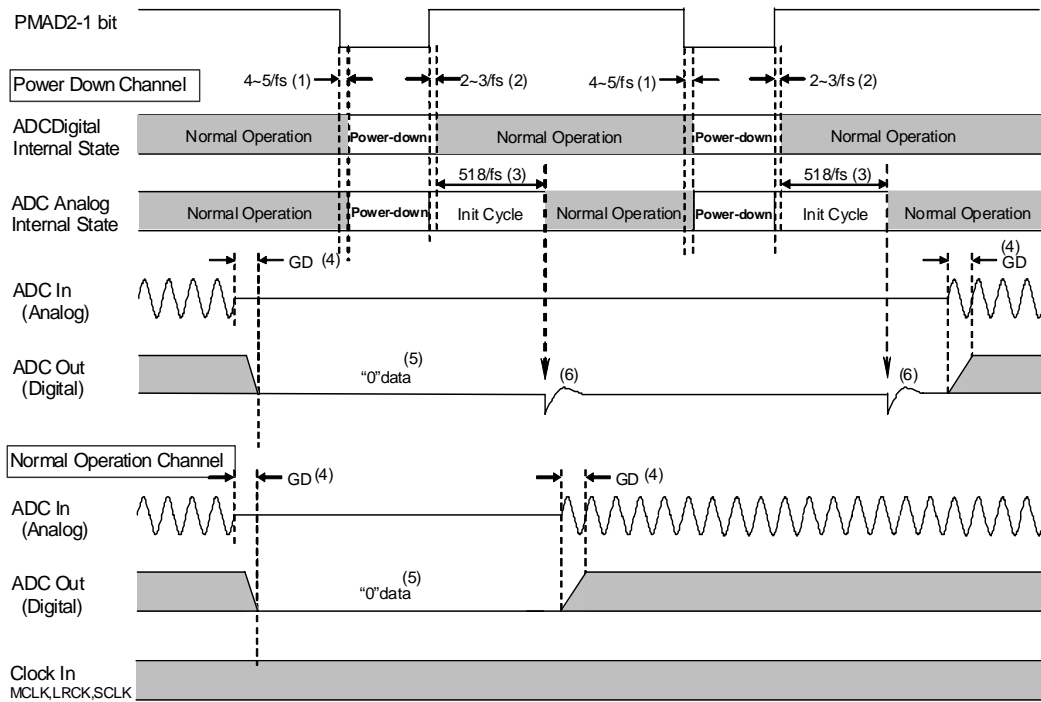 PMAD2-1 bit
4~5/fs (1)
2~3/fs (2)
4~5/fs (1)
2~3/fs (2)
Power Down Channel
ADCDigital
Internal State
Normal Operation
Power-down
Normal Operation
Power-down
Normal Operation
518/fs (3)
518/fs (3)
ADC Analog
Internal State
Normal Operation
Power-down
Init Cycle
Normal Operation
Power-down
Init Cycle
Normal Operation
GD (4)
(4)
GD
ADC In
(Analog)
ADC Out
(Digital)
(5)
“0”data
(6)
(6)
Normal Operation Channel
GD (4)
GD (4)
ADC In
(Analog)
ADC Out
(Digital)
(5)
“0”data
Clock In
MCLK,LRCK,SCLK